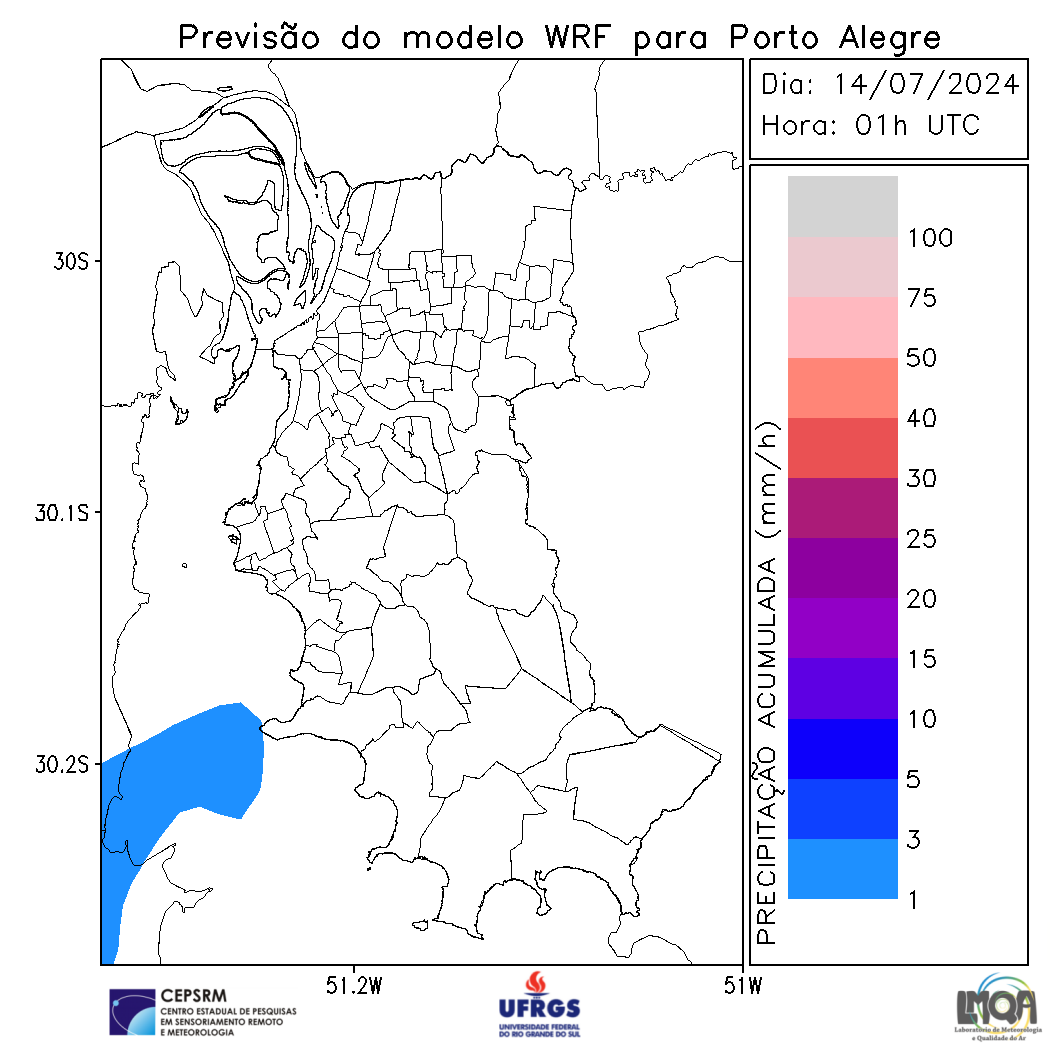 Previsão do modelo WRF para Porto Alegre
Dia: 14/07/2024
Hora: 01h UTC
30S
30.1S
30.2S
51.2W
51W
PRECIPITAÇÃO ACUMULADA (mm/h)
100
75
50
40
30
25
20
15
10
5
3
1
CEPSRM
CENTRO ESTADUAL DE PESQUISAS
EM SENSORIAMENTO REMOTO
E METEOROLOGIA
UFRGS
UNIVERSIDADE FEDERAL
DO RIO GRANDE DO SUL
LMQA
Laboratório de Meteorologia
e Qualidade do Ar